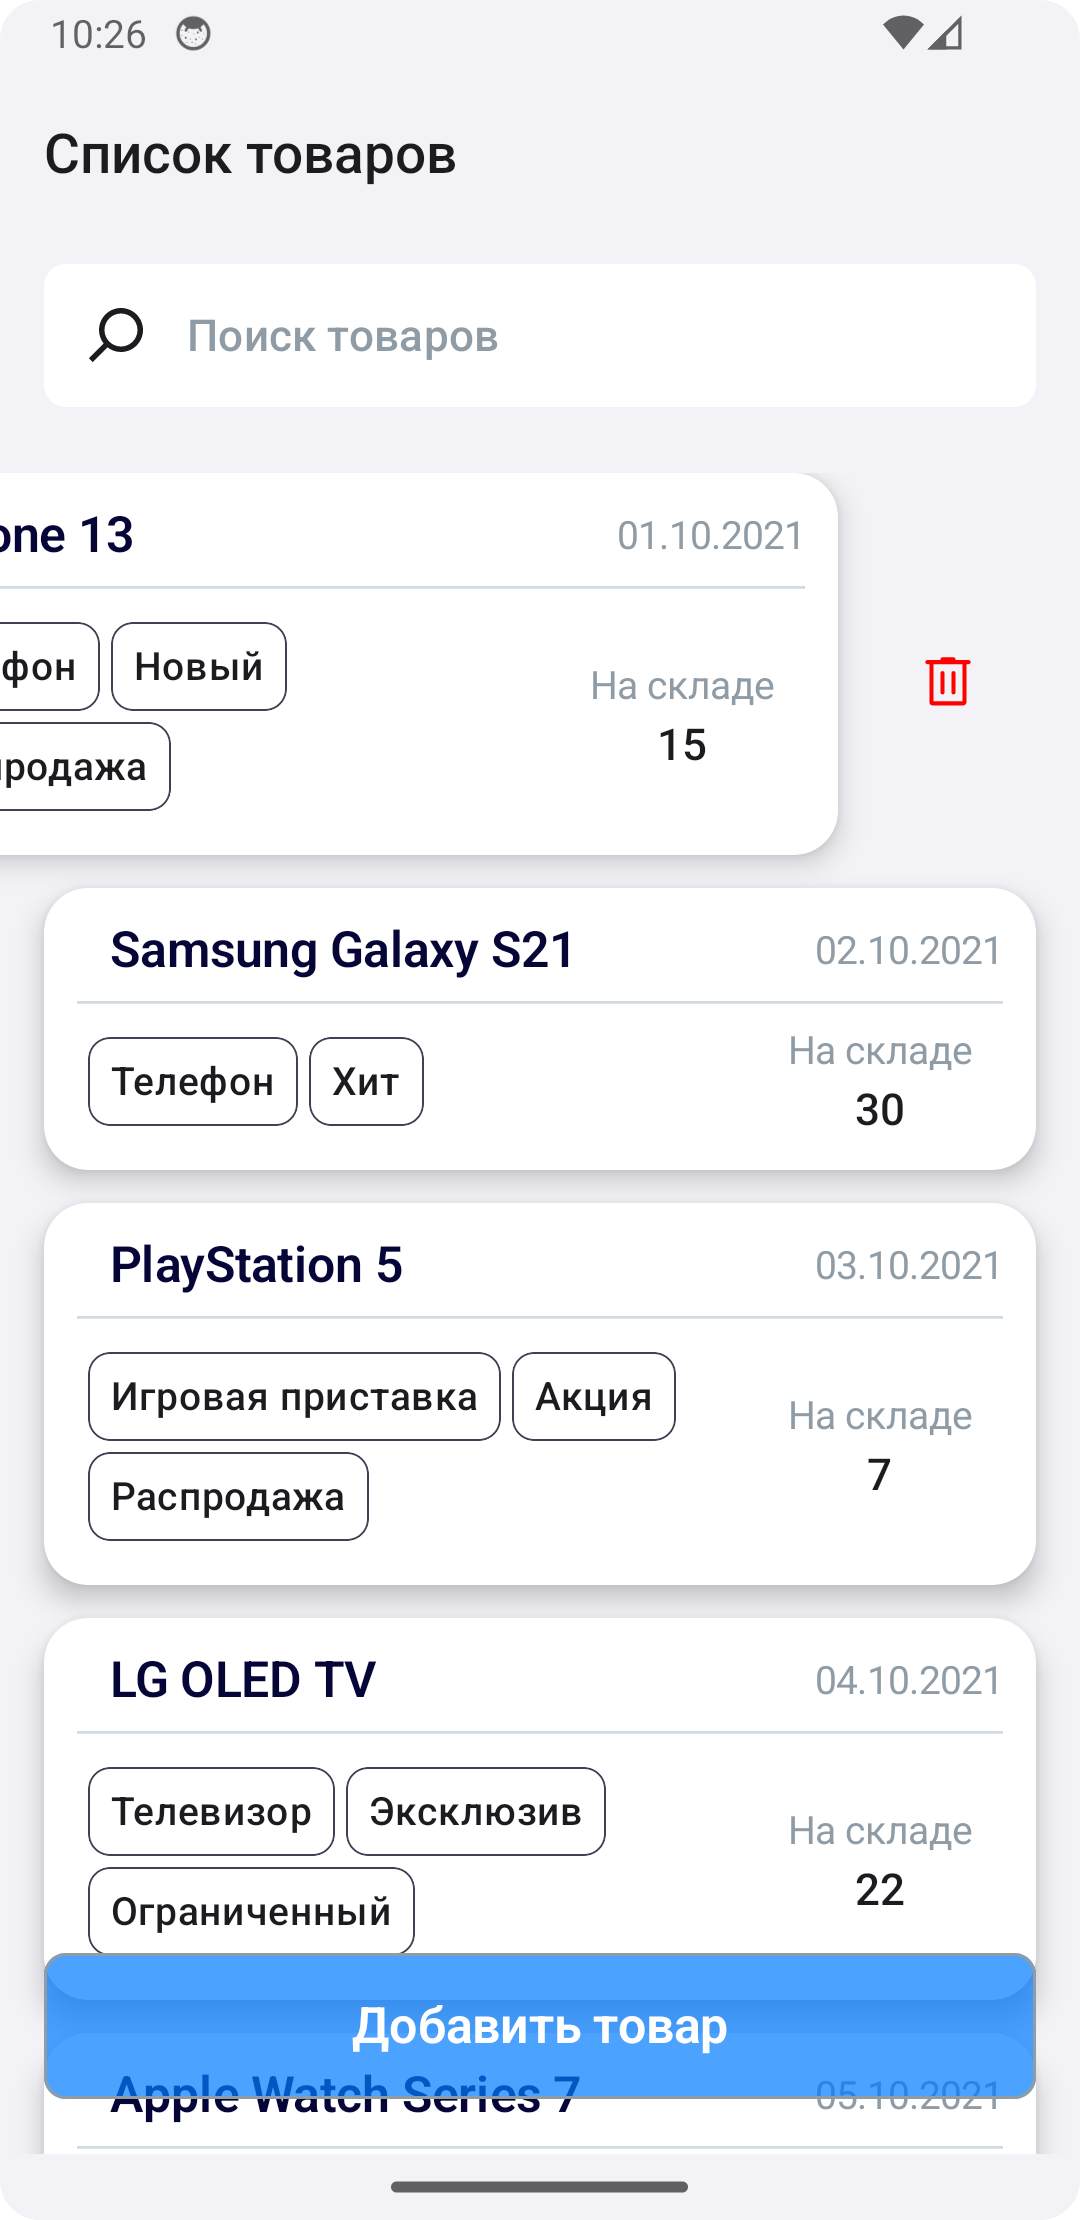 10:26
Список товаров
Поиск товаров
one 13 01.10.2021
фон Новый
На складе
15
продажа
Samsung Galaxy S21 02.10.2021
На складе
Телефон Хит
30
PlayStation 5 03.10.2021
Игровая приставка Акция
На складе
7
Распродажа
LG OLED TV 04.10.2021
Телевизор Эксклюзив
На складе
22
Ограниченный
Добавить товар
Apple Watch Series 7 05.10.2021